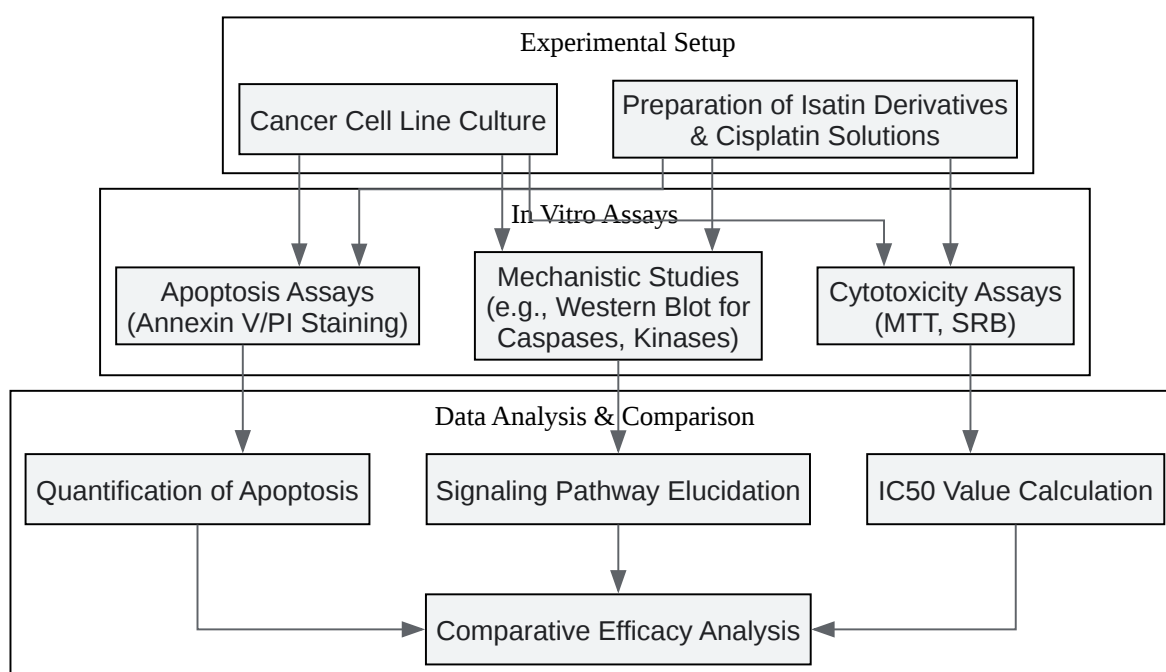 Experimental Setup
Cancer Cell Line Culture
Preparation of Isatin Derivatives
& Cisplatin Solutions
In Vitro Assays
Apoptosis Assays
(Annexin V/PI Staining)
Mechanistic Studies
(e.g., Western Blot for
Caspases, Kinases)
Cytotoxicity Assays
(MTT, SRB)
Data Analysis & Comparison
Quantification of Apoptosis
Signaling Pathway Elucidation
IC50 Value Calculation
Comparative Efficacy Analysis